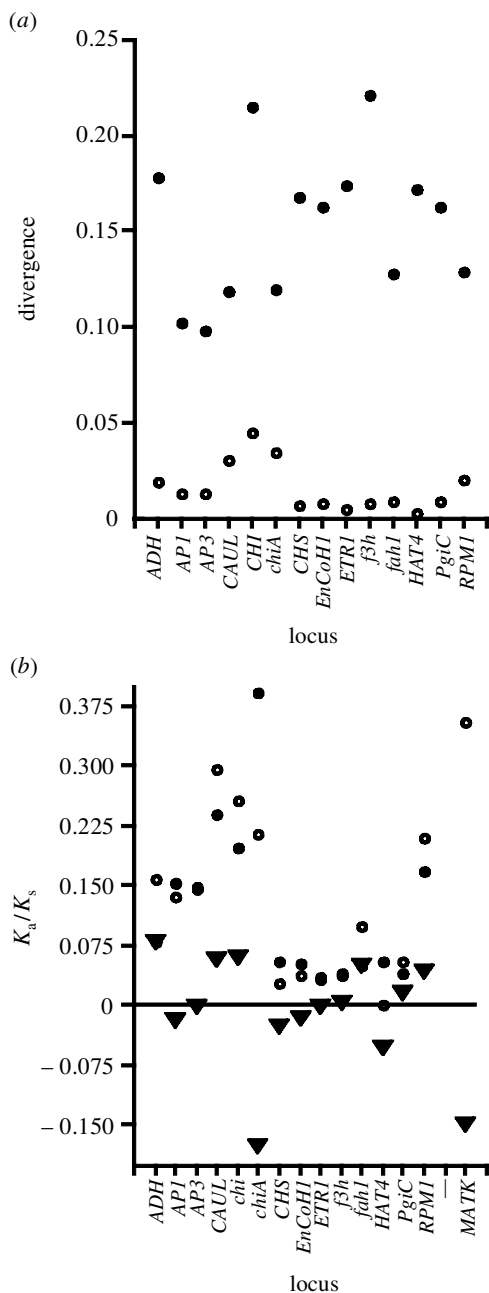 (a)
0.25
0.20
0.15
0.10
0.05
0
divergence
ADH
AP1
AP3
CAUL
CHI
chiA
CHS
EnCoH1
ETR1
f3h
fah1
HAT4
PgiC
RPM1
locus
(b)
0.375
0.300
0.225
0.150
0.075
0
– 0.075
– 0.150
Ka/Ks
ADH
AP1
AP3
CAUL
chi
chiA
CHS
EnCoH1
ETR1
f3h
fah1
HAT4
PgiC
RPM1
—
MATK
locus